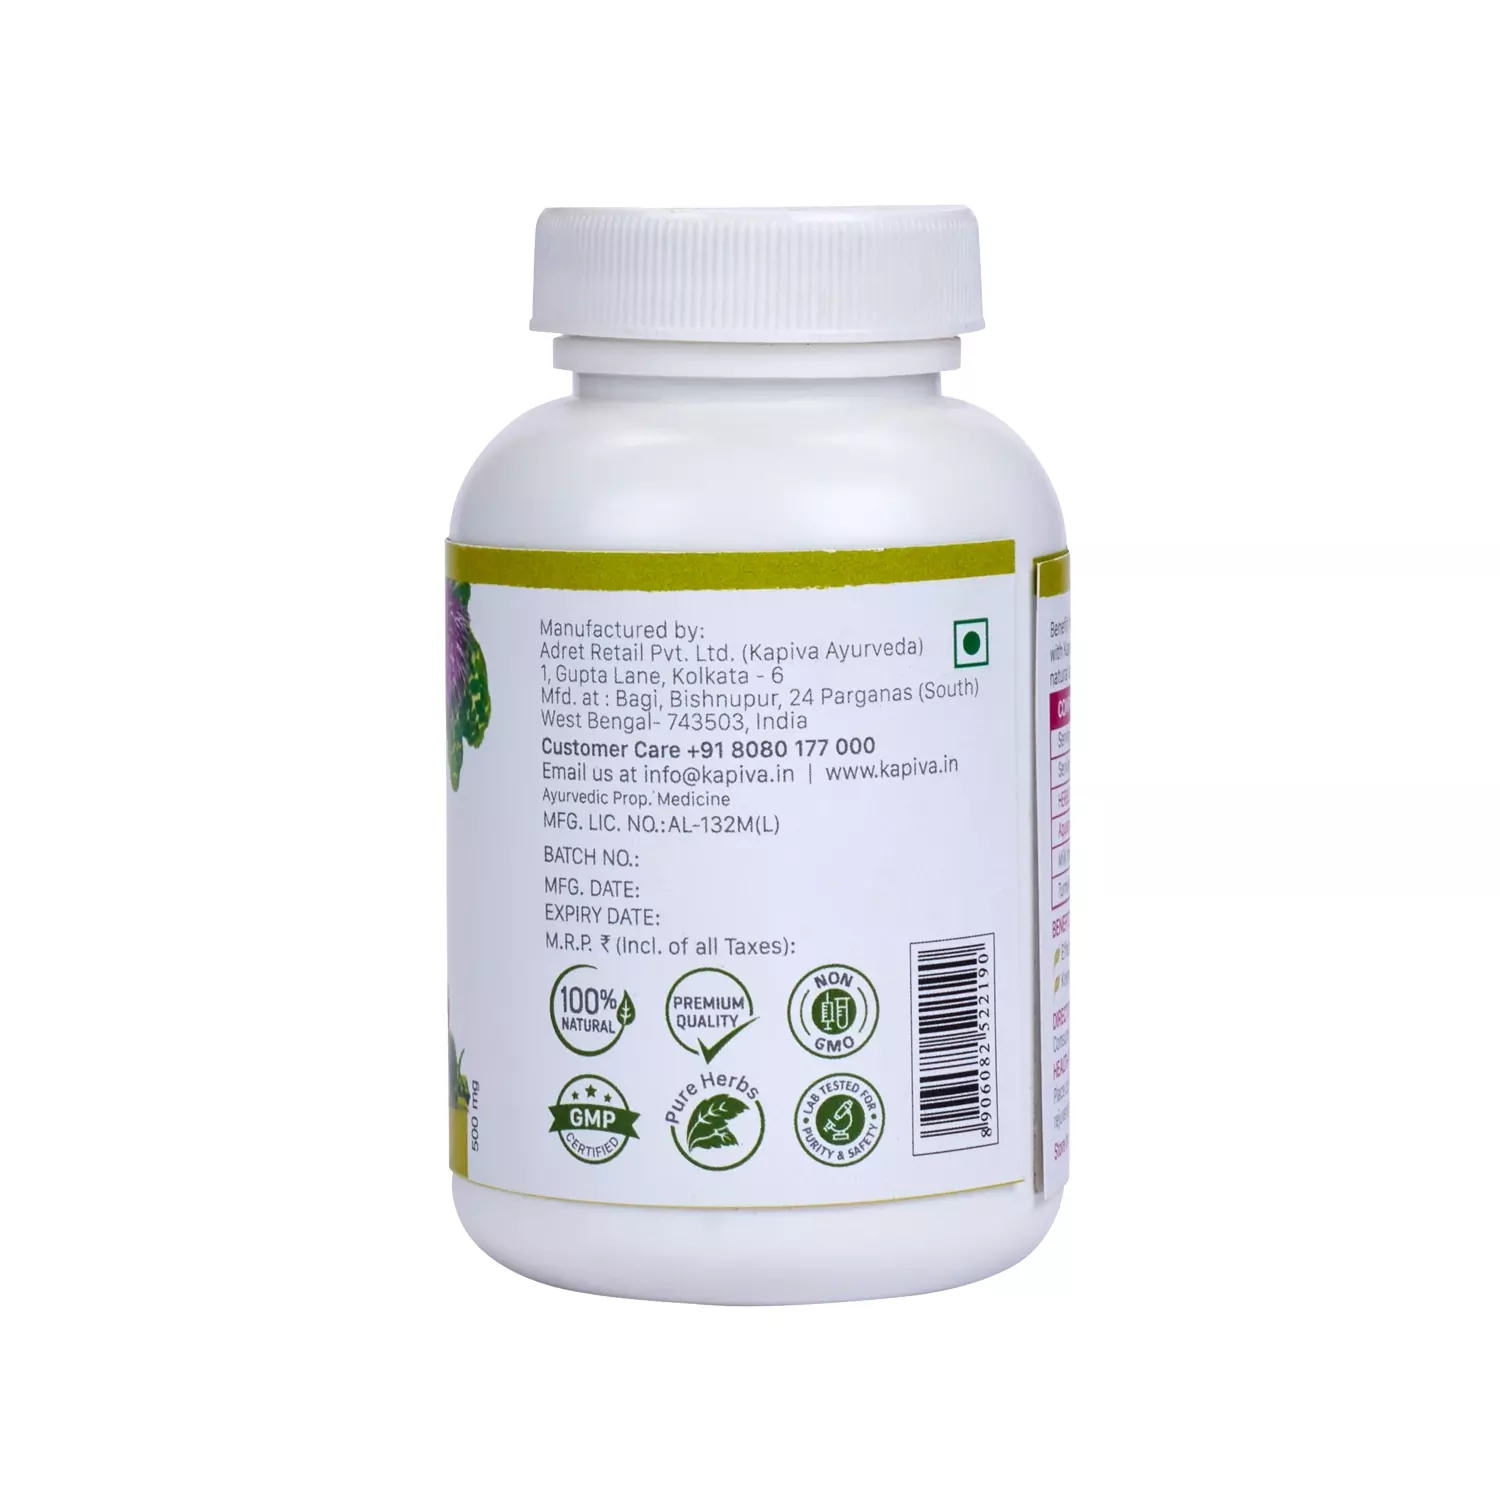 Manufactured by:
Adret Retail Pvt. Ltd. (Kapiva Ayurveda)
1, Gupta Lane, Kolkata - 6
Mfd. at : Bagi, Bishnupur, 24 Parganas (South)
West Bengal- 743503, India
Customer Care +91 8080 177 000
Email us at info@kapiva.in | www.kapiva.in
Ayurvedic Prop. Medicine
MFG. LIC. NO.:AL-132M(L)
BATCH NO.:
MFG. DATE:
EXPIRY DATE:
M.R.P. ₹ (Incl. of all Taxes):
100%
NATURAL
PREMIUM
QUALITY
NON
GMO
GMP
CERTIFIED
Pure Herbs
LAB TESTED FOR
PURITY & SAFETY
8906082522190
500 mg
with